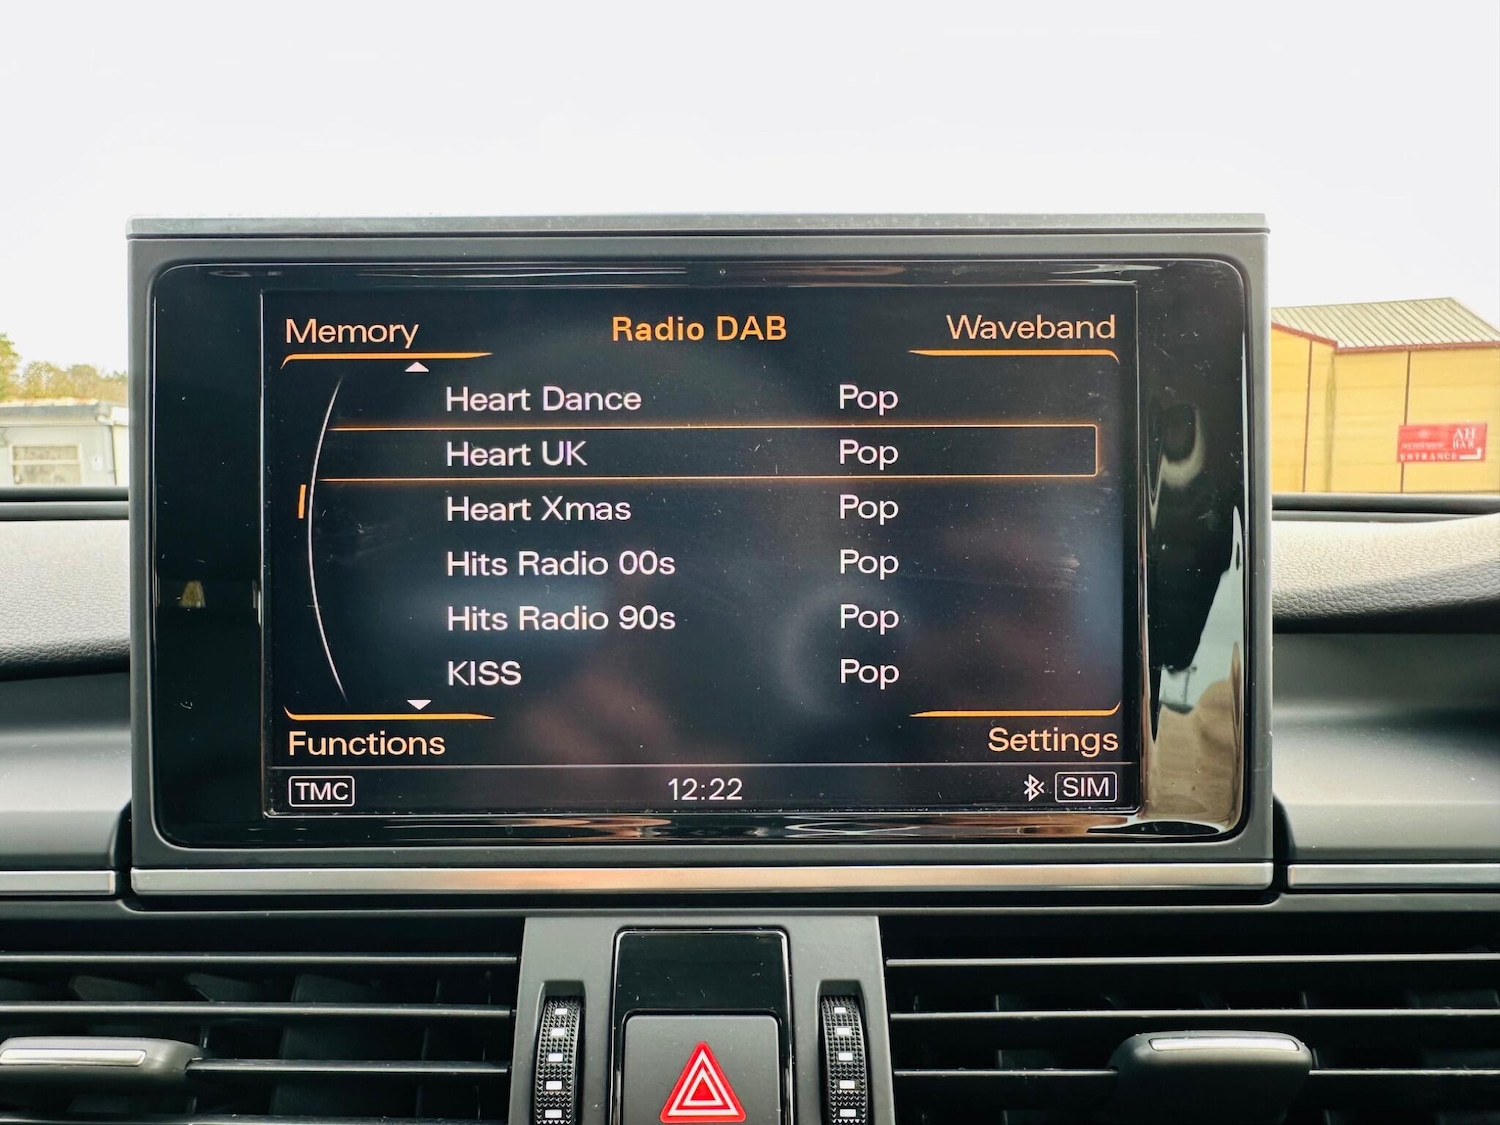 Memory Radio DAB Waveband
Heart Dance Pop
Heart UK Pop
Heart Xmas Pop
Hits Radio 00s Pop
Hits Radio 90s Pop
KISS Pop
Functions Settings
TMC 12:22 SIM
ENTRANCE